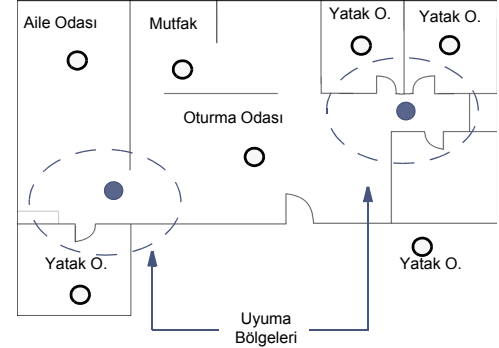 Yatak O.
Yatak O.
Aile Odası
Mutfak
Oturma Odası
Yatak O.
Yatak O.
Uyuma
Bölgeleri